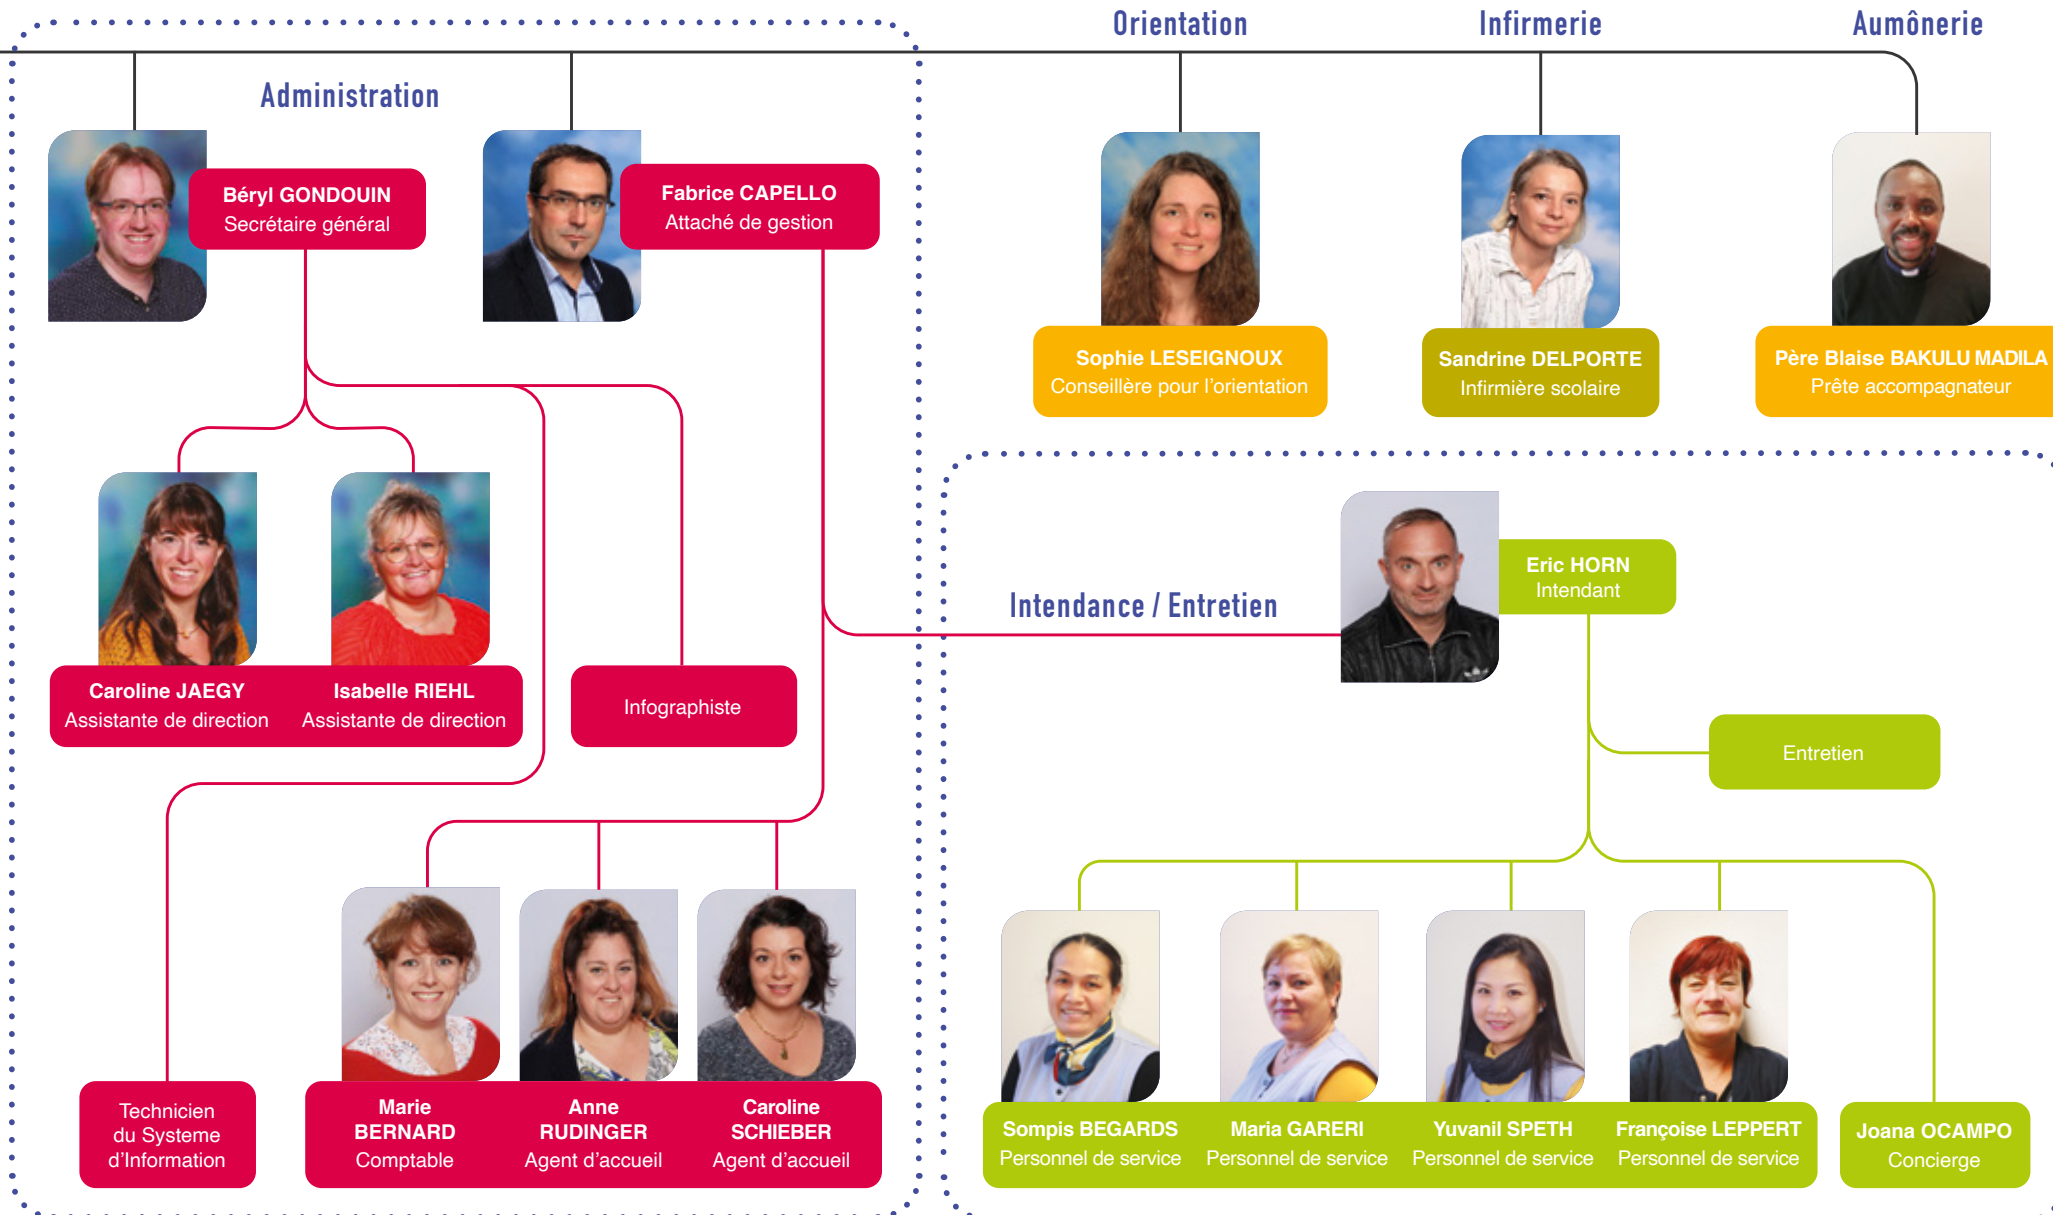 Orientation
Infirmerie
Aumônerie
Administration
Béryl GONDOUIN
Secrétaire général
Fabrice CAPELLO
Attaché de gestion
Sophie LESEIGNOUX
Conseillère pour l'orientation
Sandrine DELPORTE
Infirmière scolaire
Père Blaise BAKULU MADILA
Prête accompagnateur
Caroline JAEGY
Assistante de direction
Isabelle RIEHL
Assistante de direction
Infographiste
Intendance / Entretien
Eric HORN
Intendant
Entretien
Technicien
du Systeme
d'Information
Marie
BERNARD
Comptable
Anne
RUDINGER
Agent d'accueil
Caroline
SCHIEBER
Agent d'accueil
Sompis BEGARDS
Personnel de service
Maria GARERI
Personnel de service
Yuvanil SPETH
Personnel de service
Françoise LEPPERT
Personnel de service
Joana OCAMPO
Concierge